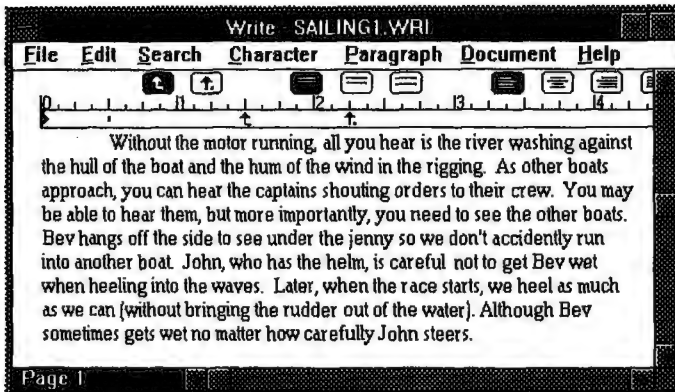 Write - SAILING1.WRI
File Edit Search Character Paragraph Document Help
0 1 2 3 4
Without the motor running, all you hear is the river washing against
the hull of the boat and the hum of the wind in the rigging. As other boats
approach, you can hear the captains shouting orders to their crew. You may
be able to hear them, but more importantly, you need to see the other boats.
Bev hangs off the side to see under the jenny so we don't accidently run
into another boat. John, who has the helm, is careful not to get Bev wet
when heeling into the waves. Later, when the race starts, we heel as much
as we can (without bringing the rudder out of the water). Although Bev
sometimes gets wet no matter how carefully John steers.
Page 1